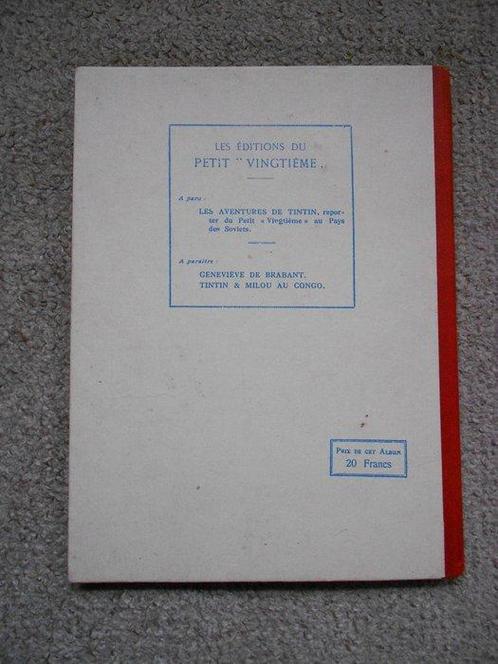 LES ÉDITIONS DU
PETIT " VINGTIÈME "
A paru :
LES AVENTURES DE TINTIN, repor-
ter du Petit « Vingtième » au Pays
des Soviets.
A paraître :
GENEVIÈVE DE BRABANT.
TINTIN & MILOU AU CONGO.
PRIX DE CET ALBUM
20 Francs